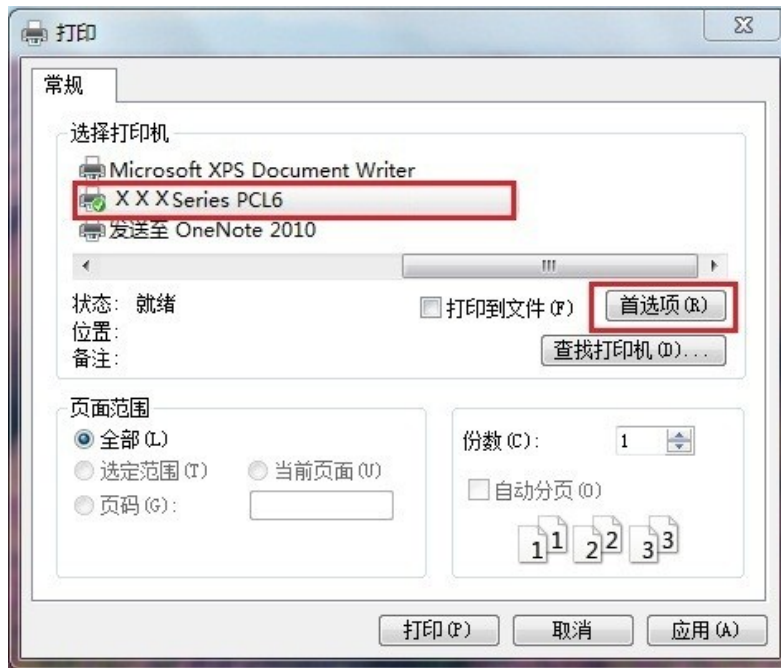 打印
常规
选择打印机
Microsoft XPS Document Writer
X X X Series PCL6
发送至 OneNote 2010
状态: 就绪
打印到文件(F)
首选项(R)
位置:
备注:
查找打印机(D)...
页面范围
全部(L)
份数(C): 1
选定范围(T) 当前页面(U)
自动分页(O)
页码(G):
1 1 2 2 3 3
打印(P) 取消 应用(A)